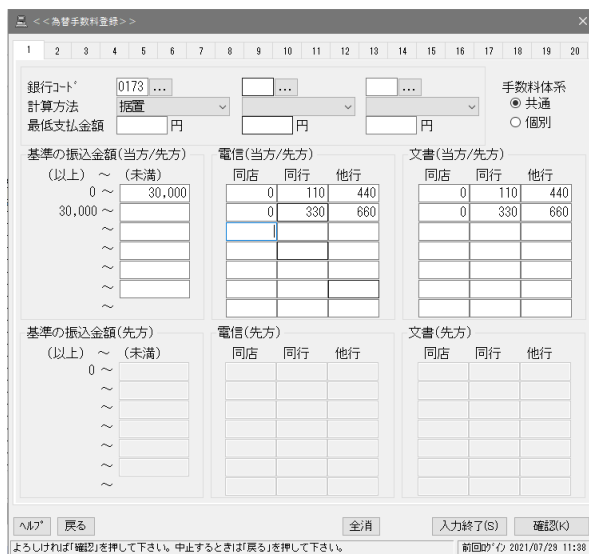 <<為替手数料登録>>
1 2 3 4 5 6 7 8 9 10 11 12 13 14 15 16 17 18 19 20
銀行ｺｰﾄﾞ 0173 ... ... ... 手数料体系
計算方法 据置 共通
最低支払金額 円 円 円 個別
基準の振込金額(当方/先方) 電信(当方/先方) 文書(当方/先方)
(以上) ～ (未満) 同店 同行 他行 同店 同行 他行
0 ～ 30,000 0 110 440 0 110 440
30,000 ～ 0 330 660 0 330 660
～
～
～
～
～
基準の振込金額(先方) 電信(先方) 文書(先方)
(以上) ～ (未満) 同店 同行 他行 同店 同行 他行
0 ～
～
～
～
～
～
～
ﾍﾙﾌﾟ 戻る 全消 入力終了(S) 確認(K)
よろしければ「確認」を押して下さい。中止するときは「戻る」を押して下さい。 前回ﾛｸﾞｲﾝ 2021/07/29 11:38